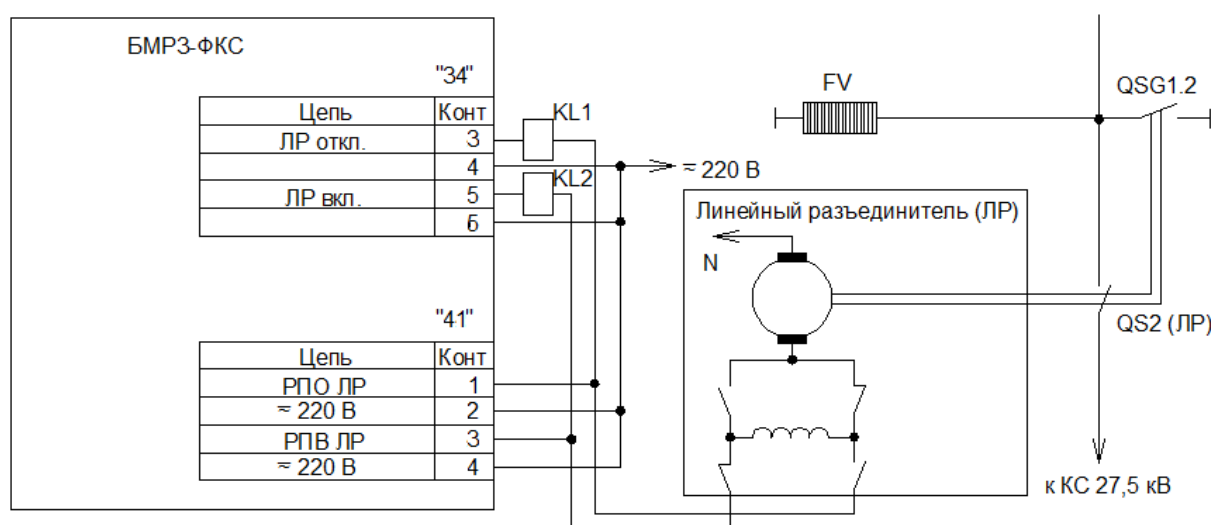 БМРЗ-ФКС
"34"
Цепь Конт
ЛР откл. 3
4
ЛР вкл. 5
6
KL1
KL2
≂ 220 В
"41"
Цепь Конт
РПО ЛР 1
≂ 220 В 2
РПВ ЛР 3
≂ 220 В 4
FV
QSG1.2
Линейный разъединитель (ЛР)
N
QS2 (ЛР)
к КС 27,5 кВ